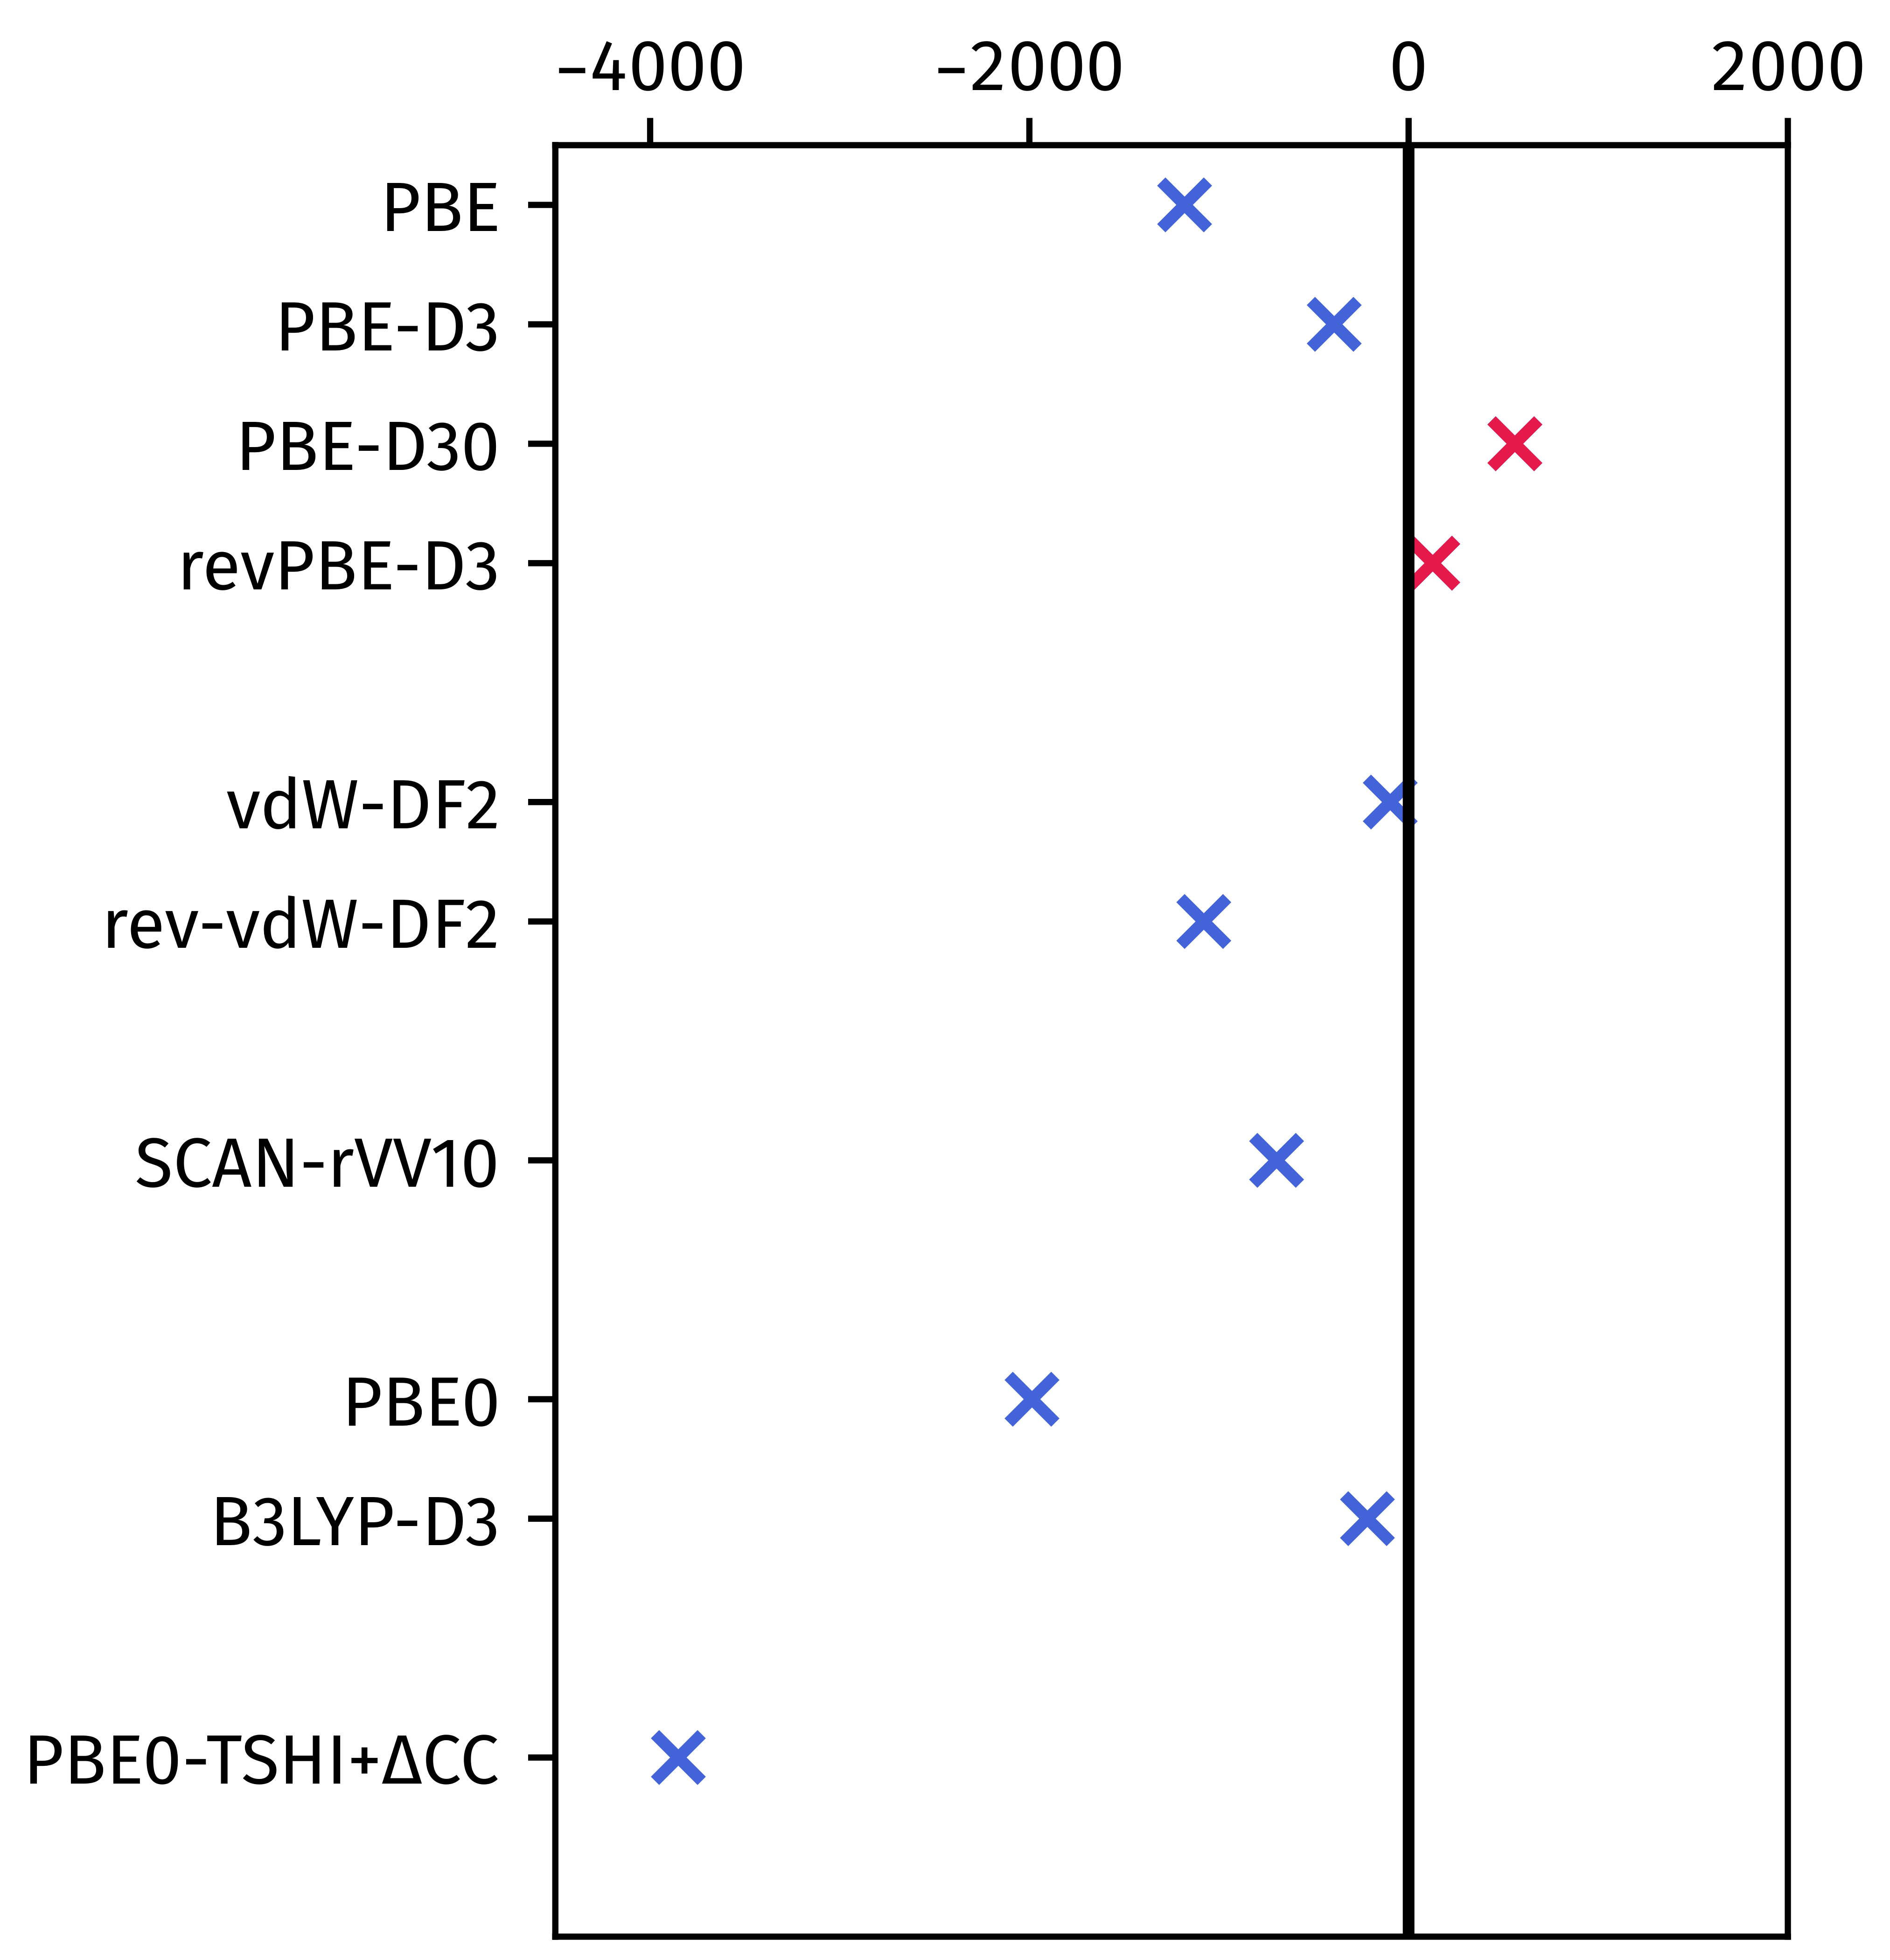 −4000 −2000 0 2000
PBE
PBE-D3
PBE-D30
revPBE-D3
vdW-DF2
rev-vdW-DF2
SCAN-rVV10
PBE0
B3LYP-D3
PBE0-TSHI+ΔCC